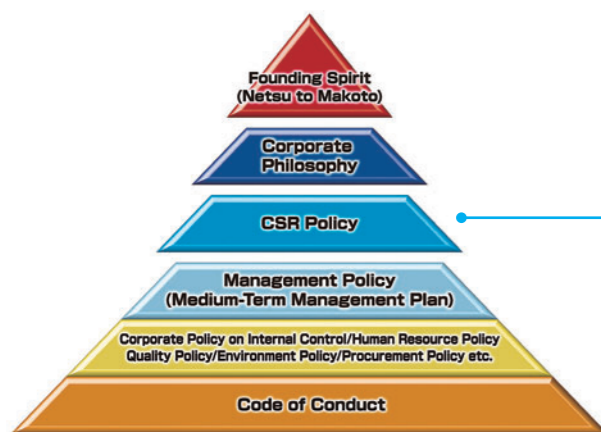 Founding Spirit
(Netsu to Makoto)
Corporate
Philosophy
CSR Policy
Management Policy
(Medium-Term Management Plan)
Corporate Policy on Internal Control/Human Resource Policy
Quality Policy/Environment Policy/Procurement Policy etc.
Code of Conduct